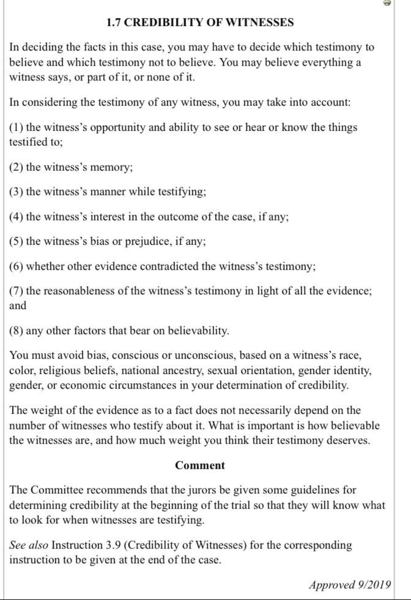 1.7 CREDIBILITY OF WITNESSES
In deciding the facts in this case, you may have to decide which testimony to
believe and which testimony not to believe. You may believe everything a
witness says, or part of it, or none of it.
In considering the testimony of any witness, you may take into account:
(1) the witness’s opportunity and ability to see or hear or know the things
testified to;
(2) the witness’s memory;
(3) the witness’s manner while testifying;
(4) the witness’s interest in the outcome of the case, if any;
(5) the witness’s bias or prejudice, if any;
(6) whether other evidence contradicted the witness’s testimony;
(7) the reasonableness of the witness’s testimony in light of all the evidence;
and
(8) any other factors that bear on believability.
You must avoid bias, conscious or unconscious, based on a witness’s race,
color, religious beliefs, national ancestry, sexual orientation, gender identity,
gender, or economic circumstances in your determination of credibility.
The weight of the evidence as to a fact does not necessarily depend on the
number of witnesses who testify about it. What is important is how believable
the witnesses are, and how much weight you think their testimony deserves.
Comment
The Committee recommends that the jurors be given some guidelines for
determining credibility at the beginning of the trial so that they will know what
to look for when witnesses are testifying.
See also Instruction 3.9 (Credibility of Witnesses) for the corresponding
instruction to be given at the end of the case.
Approved 9/2019